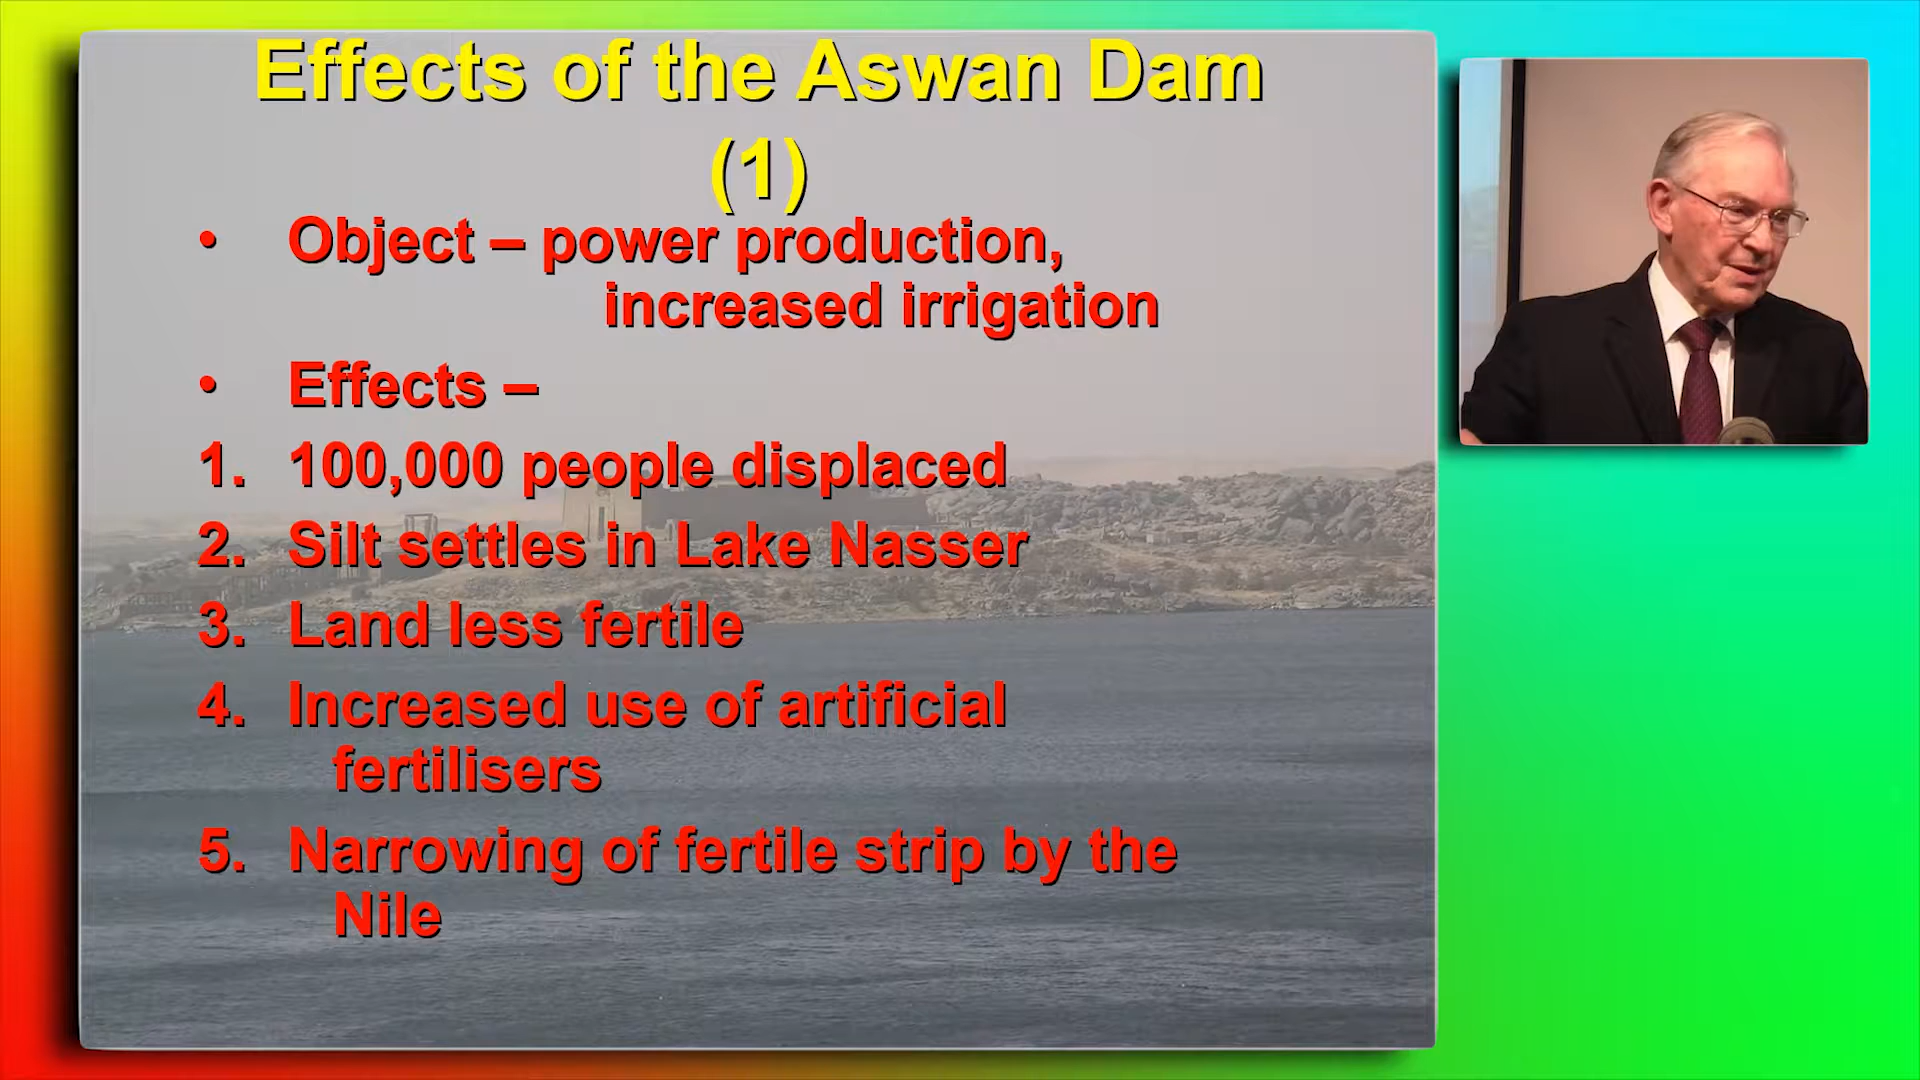 Effects of the Aswan Dam
(1)
• Object – power production,
increased irrigation
• Effects –
1. 100,000 people displaced
2. Silt settles in Lake Nasser
3. Land less fertile
4. Increased use of artificial
fertilisers
5. Narrowing of fertile strip by the
Nile